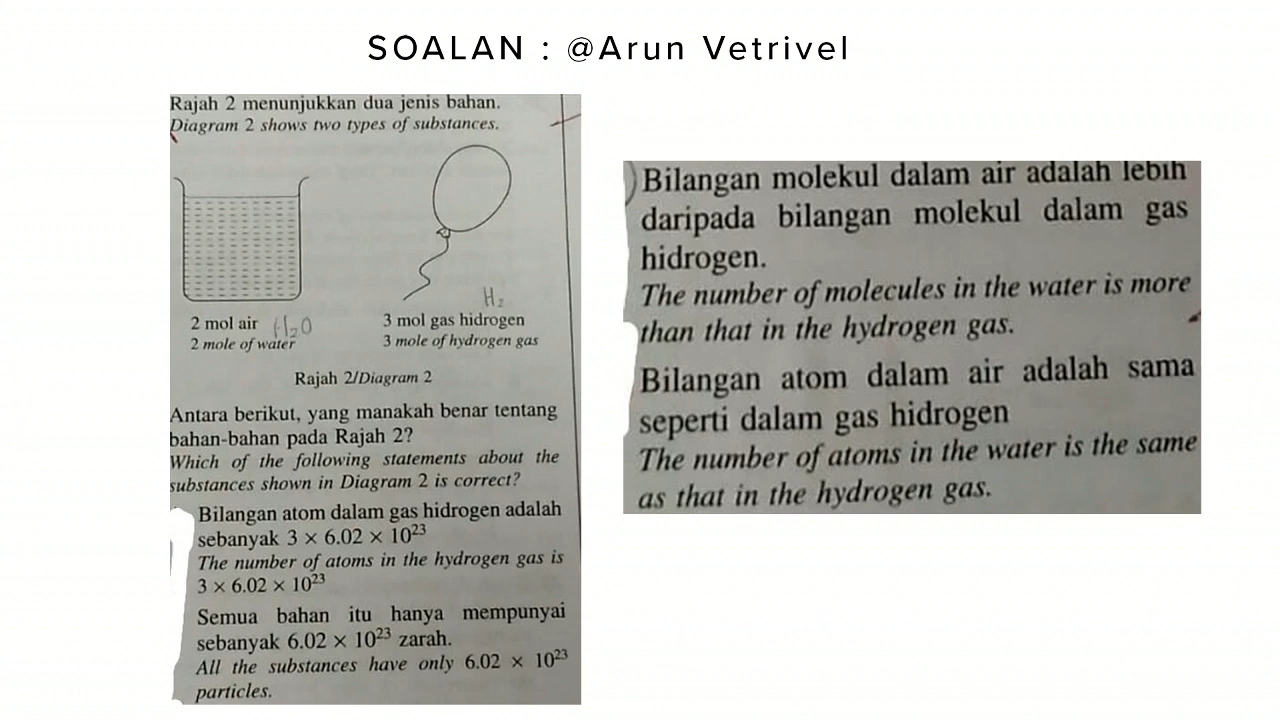 SOALAN : @Arun Vetrivel
Rajah 2 menunjukkan dua jenis bahan.
Diagram 2 shows two types of substances.
H₂
2 mol air H₂O
2 mole of water
3 mol gas hidrogen
3 mole of hydrogen gas
Rajah 2/Diagram 2
Antara berikut, yang manakah benar tentang
bahan-bahan pada Rajah 2?
Which of the following statements about the
substances shown in Diagram 2 is correct?
Bilangan atom dalam gas hidrogen adalah
sebanyak 3 × 6.02 × 10²³
The number of atoms in the hydrogen gas is
3 × 6.02 × 10²³
Semua bahan itu hanya mempunyai
sebanyak 6.02 × 10²³ zarah.
All the substances have only 6.02 × 10²³
particles.
Bilangan molekul dalam air adalah lebih
daripada bilangan molekul dalam gas
hidrogen.
The number of molecules in the water is more
than that in the hydrogen gas.
Bilangan atom dalam air adalah sama
seperti dalam gas hidrogen
The number of atoms in the water is the same
as that in the hydrogen gas.